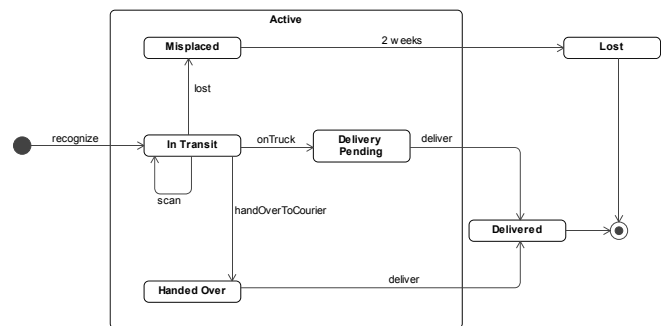 Active
Misplaced
2 weeks
Lost
lost
recognize
In Transit
onTruck
Delivery
Pending
deliver
scan
handOverToCourier
Delivered
Handed Over
deliver